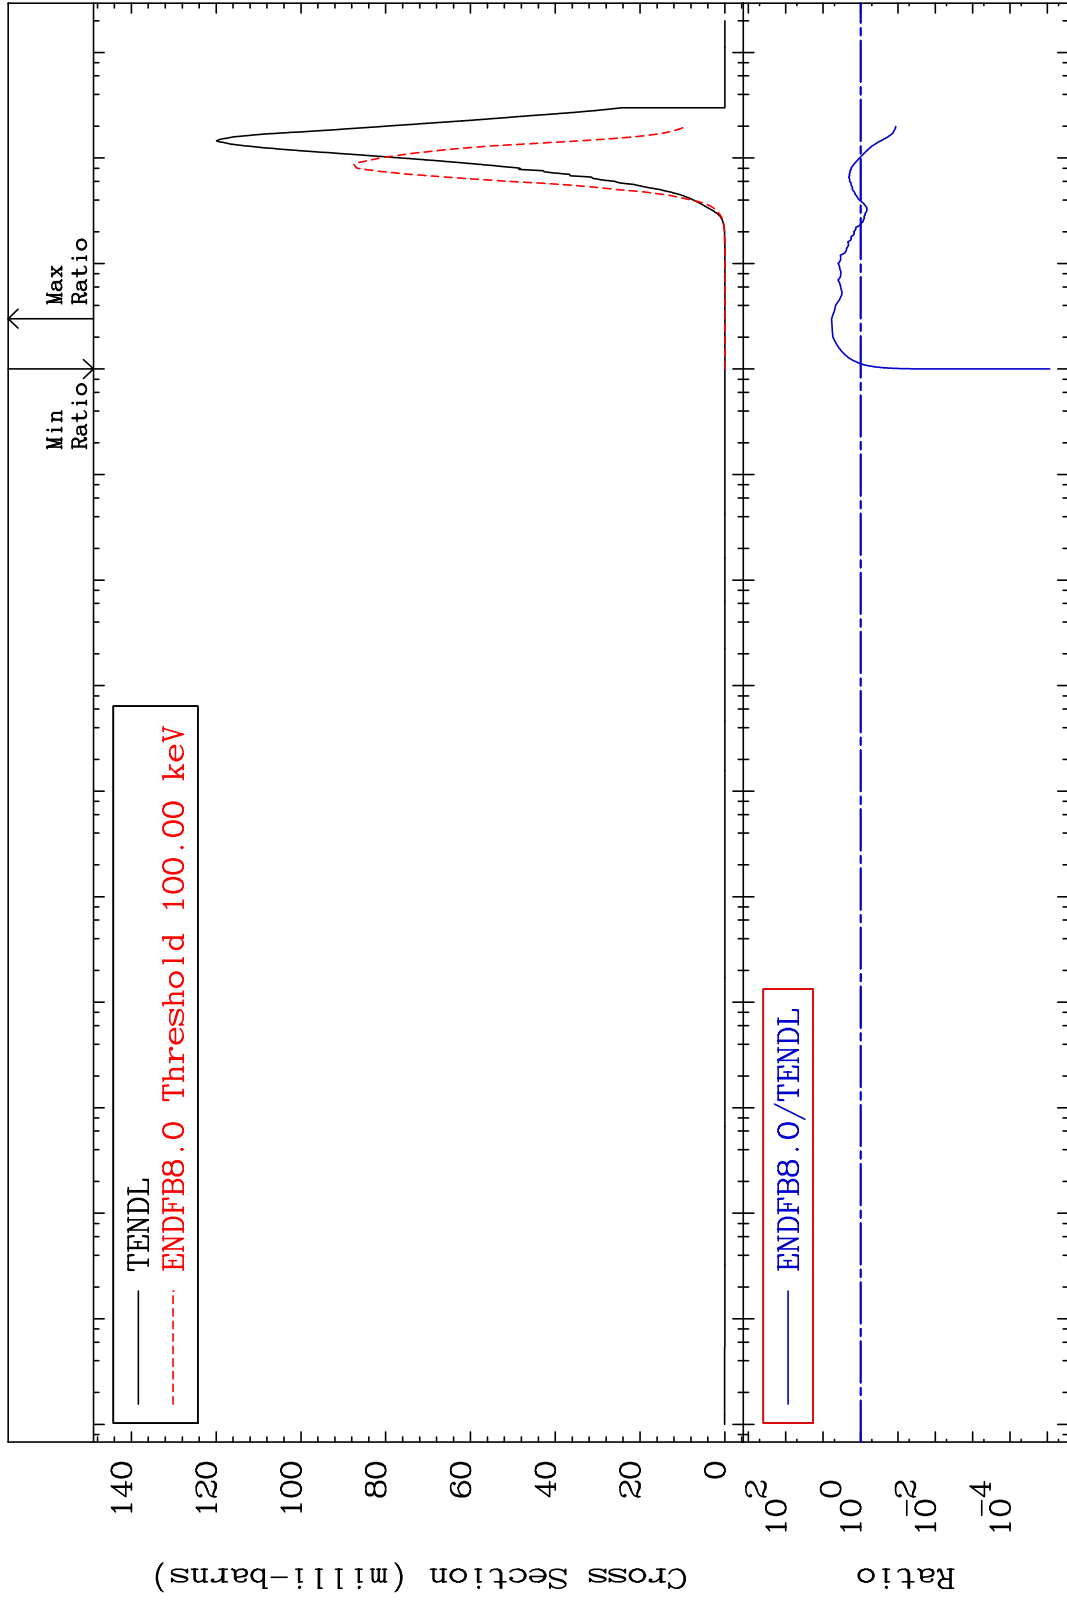 Min
Ratio
Max
Ratio
TENDL
ENDFB8.0 Threshold 100.00 keV
140
120
100
80
60
40
20
0
Cross Section (milli-barns)
ENDFB8.0/TENDL
10^2
10^0
10^-2
10^-4
Ratio